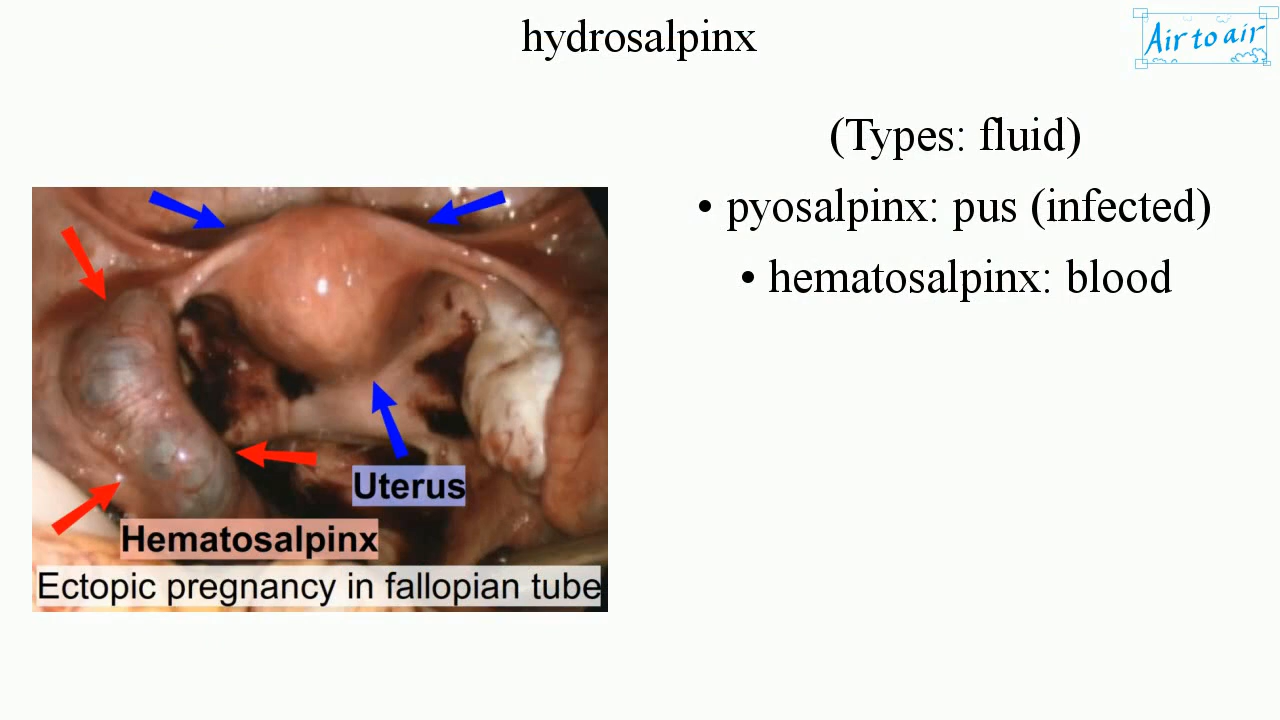 hydrosalpinx
Air to air
(Types: fluid)
• pyosalpinx: pus (infected)
• hematosalpinx: blood
Uterus
Hematosalpinx
Ectopic pregnancy in fallopian tube